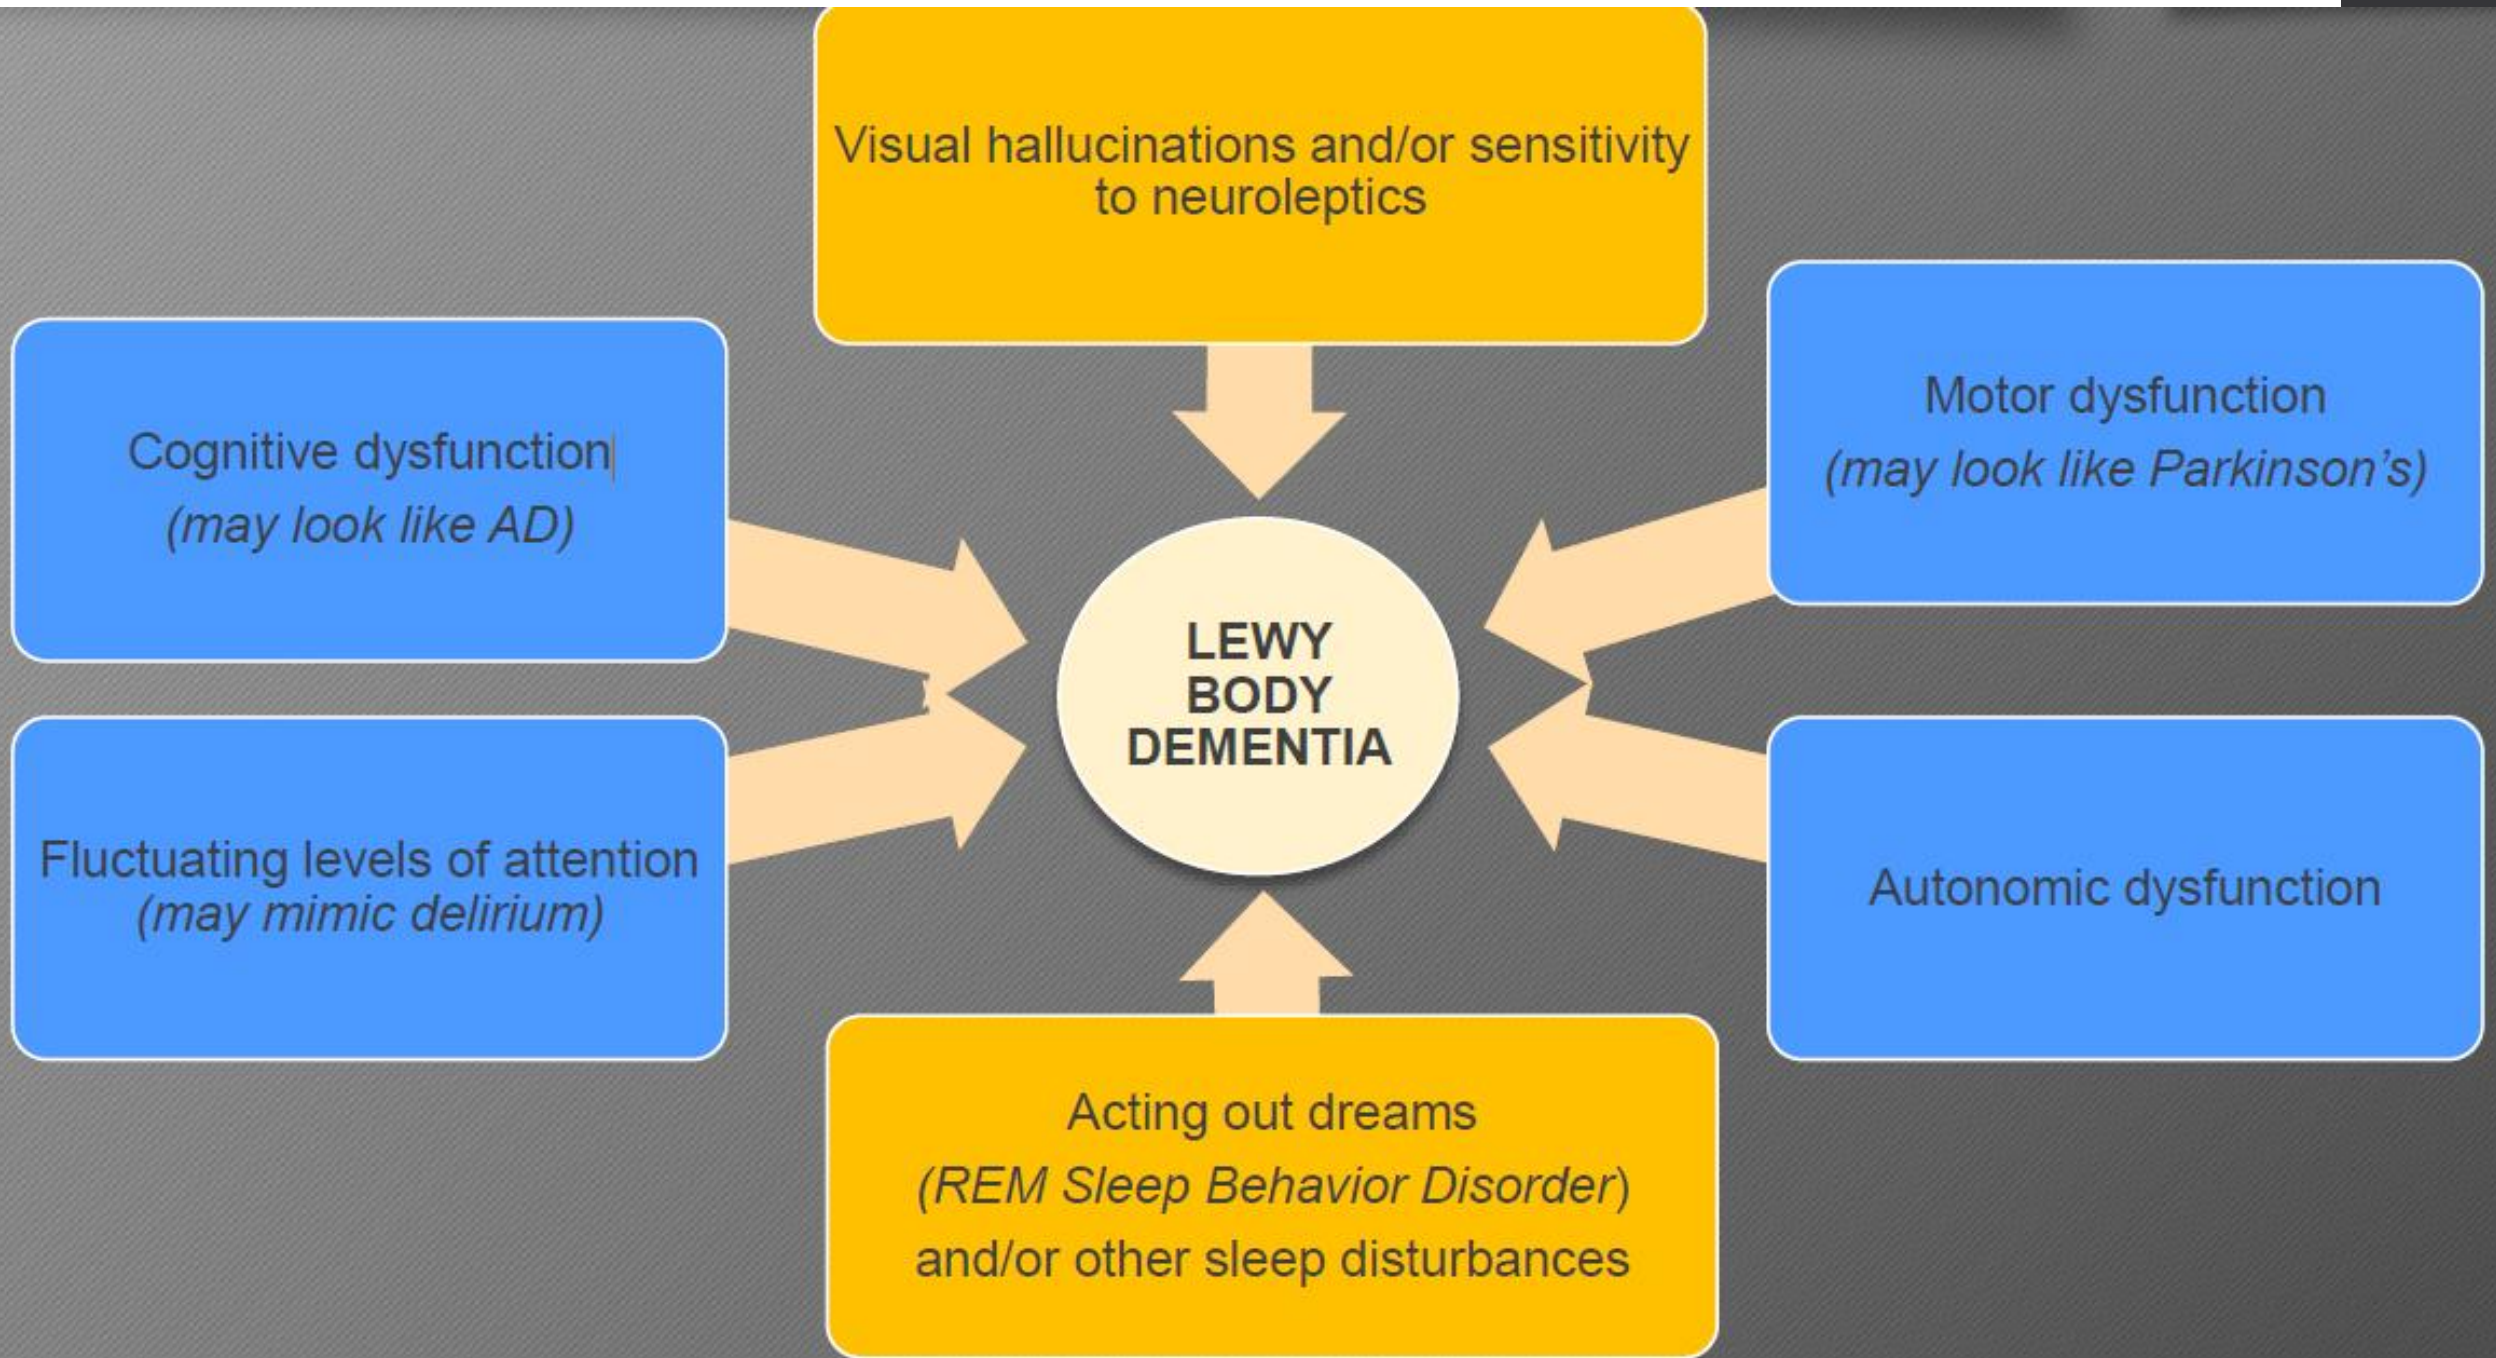 Visual hallucinations and/or sensitivity
to neuroleptics
Cognitive dysfunction
(may look like AD)
Motor dysfunction
(may look like Parkinson’s)
LEWY
BODY
DEMENTIA
Fluctuating levels of attention
(may mimic delirium)
Autonomic dysfunction
Acting out dreams
(REM Sleep Behavior Disorder)
and/or other sleep disturbances